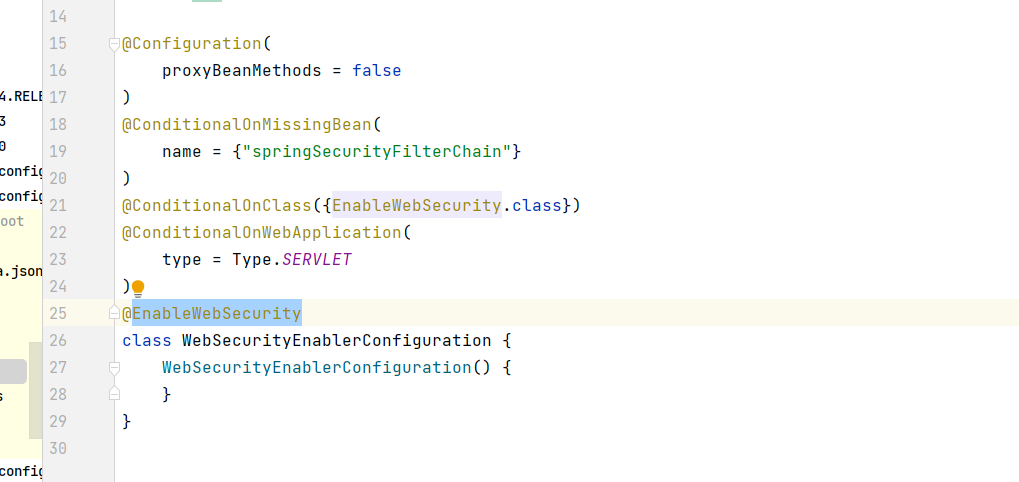 14
15 @Configuration(
4.RELE 16 proxyBeanMethods = false
3 17 )
18 @ConditionalOnMissingBean(
0 19 name = {"springSecurityFilterChain"}
config 20 )
config 21 @ConditionalOnClass({EnableWebSecurity.class})
oot 22 @ConditionalOnWebApplication(
a.json 23 type = Type.SERVLET
24 )
25 @EnableWebSecurity
26 class WebSecurityEnablerConfiguration {
27 WebSecurityEnablerConfiguration() {
s 28 }
29 }
30
config